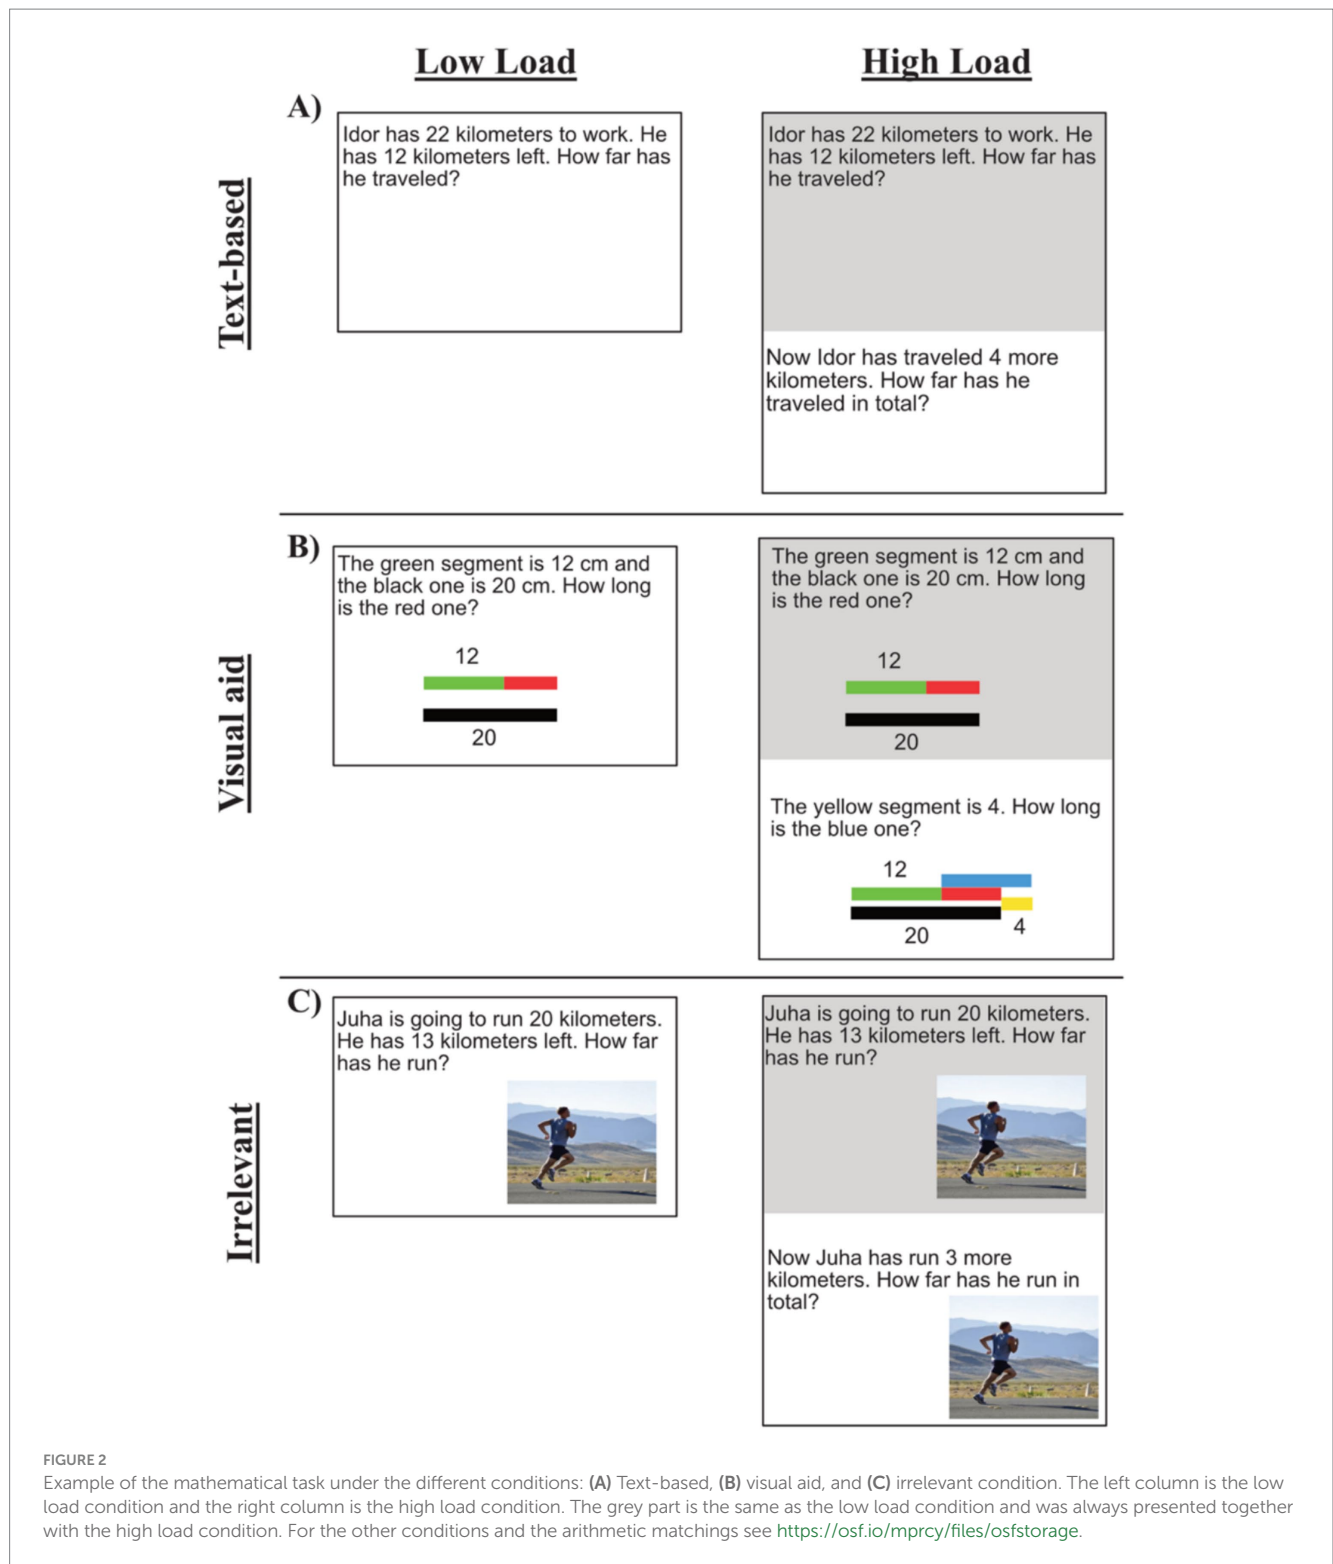 Low Load
High Load
A)
Text-based
Idor has 22 kilometers to work. He
has 12 kilometers left. How far has
he traveled?
Idor has 22 kilometers to work. He
has 12 kilometers left. How far has
he traveled?
Now Idor has traveled 4 more
kilometers. How far has he
traveled in total?
B)
Visual aid
The green segment is 12 cm and
the black one is 20 cm. How long
is the red one?
12
20
The green segment is 12 cm and
the black one is 20 cm. How long
is the red one?
12
20
The yellow segment is 4. How long
is the blue one?
12
20
4
C)
Irrelevant
Juha is going to run 20 kilometers.
He has 13 kilometers left. How far
has he run?
Juha is going to run 20 kilometers.
He has 13 kilometers left. How far
has he run?
Now Juha has run 3 more
kilometers. How far has he run in
total?
FIGURE 2
Example of the mathematical task under the different conditions: (A) Text-based, (B) visual aid, and (C) irrelevant condition. The left column is the low
load condition and the right column is the high load condition. The grey part is the same as the low load condition and was always presented together
with the high load condition. For the other conditions and the arithmetic matchings see https://osf.io/mprcy/files/osfstorage.